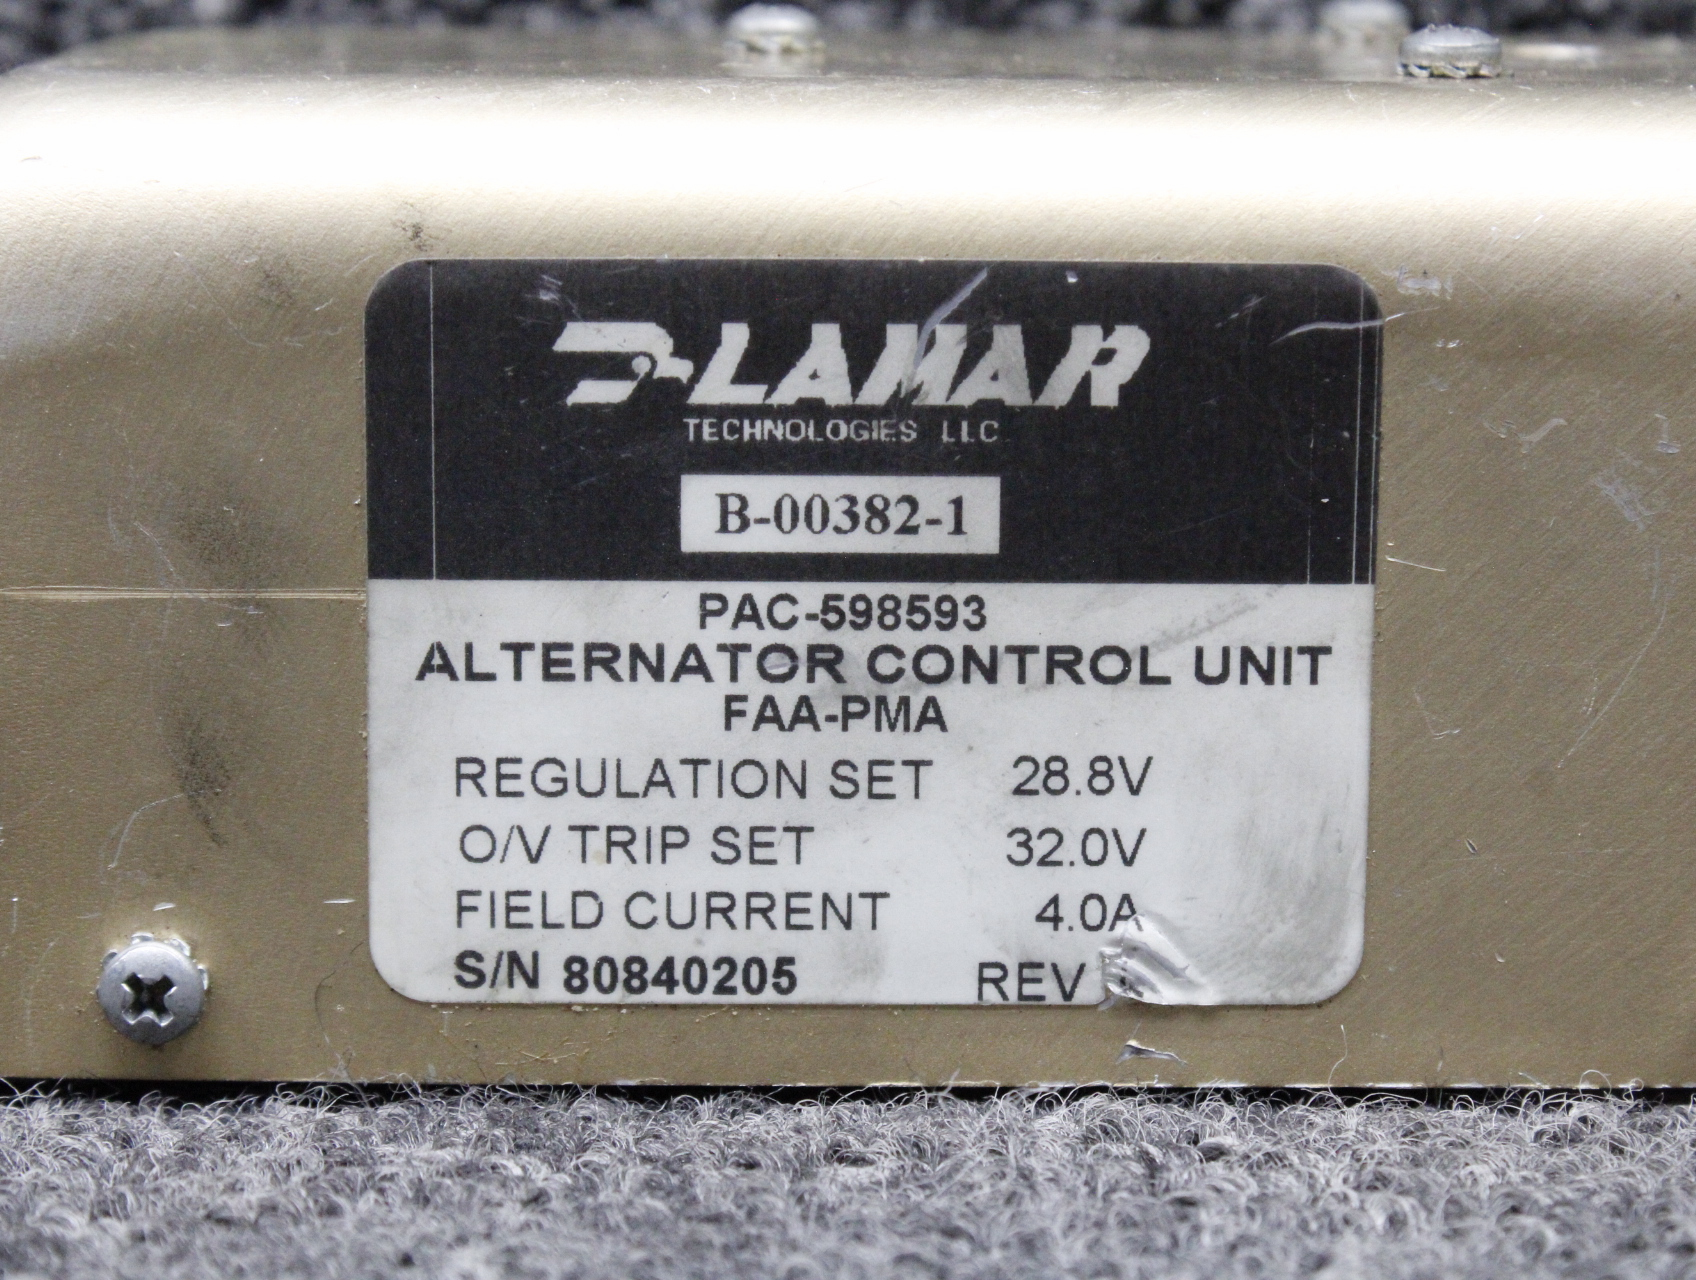 LAMAR
TECHNOLOGIES LLC
B-00382-1
PAC-598593
ALTERNATOR CONTROL UNIT
FAA-PMA
REGULATION SET 28.8V
O/V TRIP SET 32.0V
FIELD CURRENT 4.0A
S/N 80840205 REV